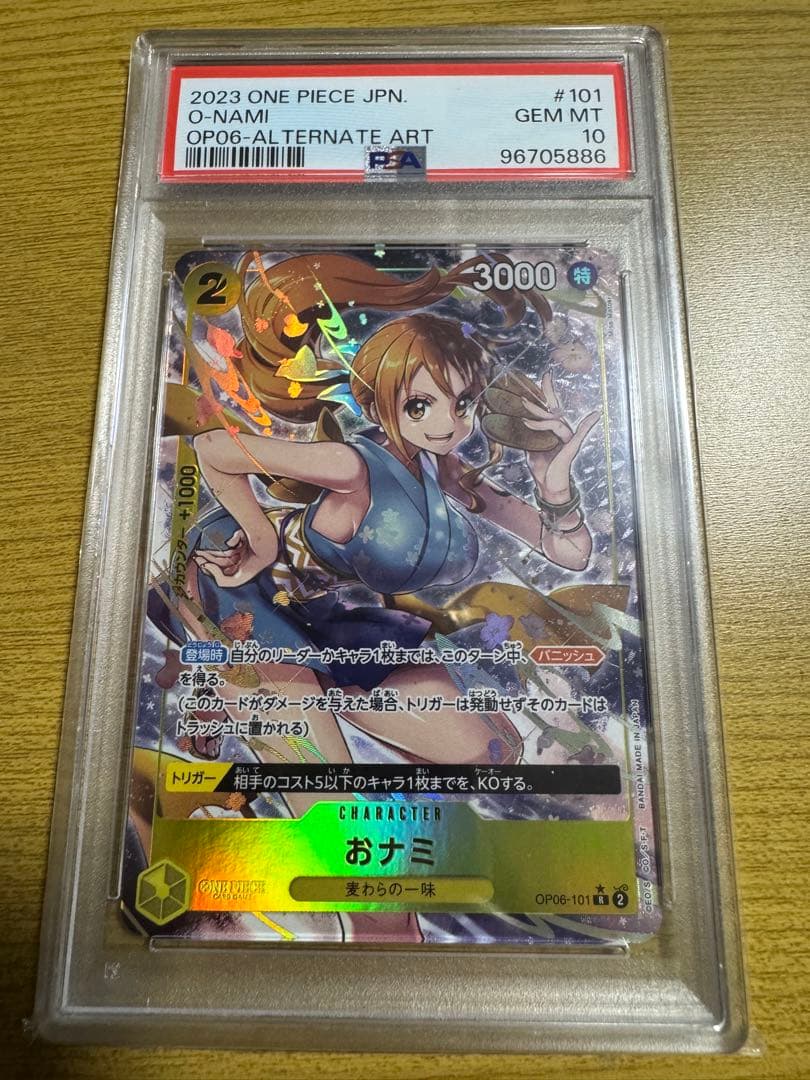 2023 ONE PIECE JPN. #101
O-NAMI GEM MT
OP06-ALTERNATE ART 10
PSA 96705886
2 3000 特
カウンター +1000
登場時 自分のリーダーかキャラ1枚までは、このターン中、バニッシュ
を得る。
(このカードがダメージを与えた場合、トリガーは発動せずそのカードは
トラッシュに置かれる)
トリガー 相手のコスト5以下のキャラ1枚までを、KOする。
CHARACTER
おナミ
ONE PIECE
CARD GAME
麦わらの一味
OP06-101 R 2
©E.O./S. CO./S.F.T BANDAI MADE IN JAPAN